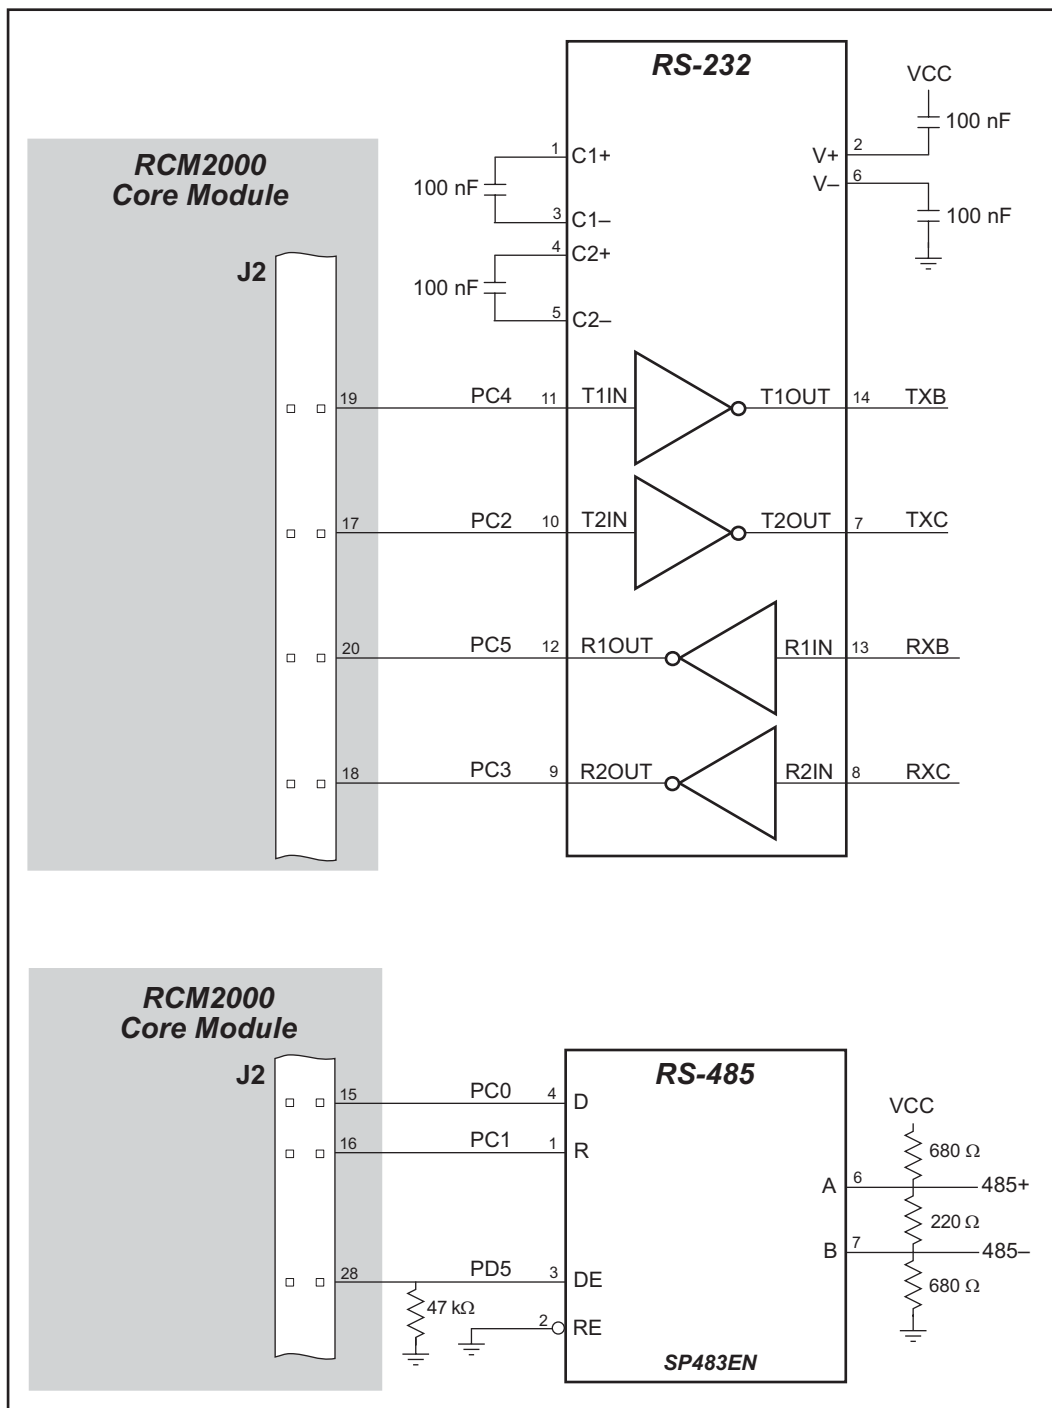 RS-232
VCC
100 nF
RCM2000
Core Module
1 C1+
V+ 2
V– 6
100 nF
3 C1–
100 nF
4 C2+
J2
100 nF
5 C2–
19 PC4 11 T1IN T1OUT 14 TXB
17 PC2 10 T2IN T2OUT 7 TXC
20 PC5 12 R1OUT R1IN 13 RXB
18 PC3 9 R2OUT R2IN 8 RXC
RCM2000
Core Module
J2
RS-485
15 PC0 4 D
VCC
16 PC1 1 R
680 Ω
A 6 485+
220 Ω
B 7 485–
28 PD5 3 DE
680 Ω
47 kΩ
2 RE
SP483EN